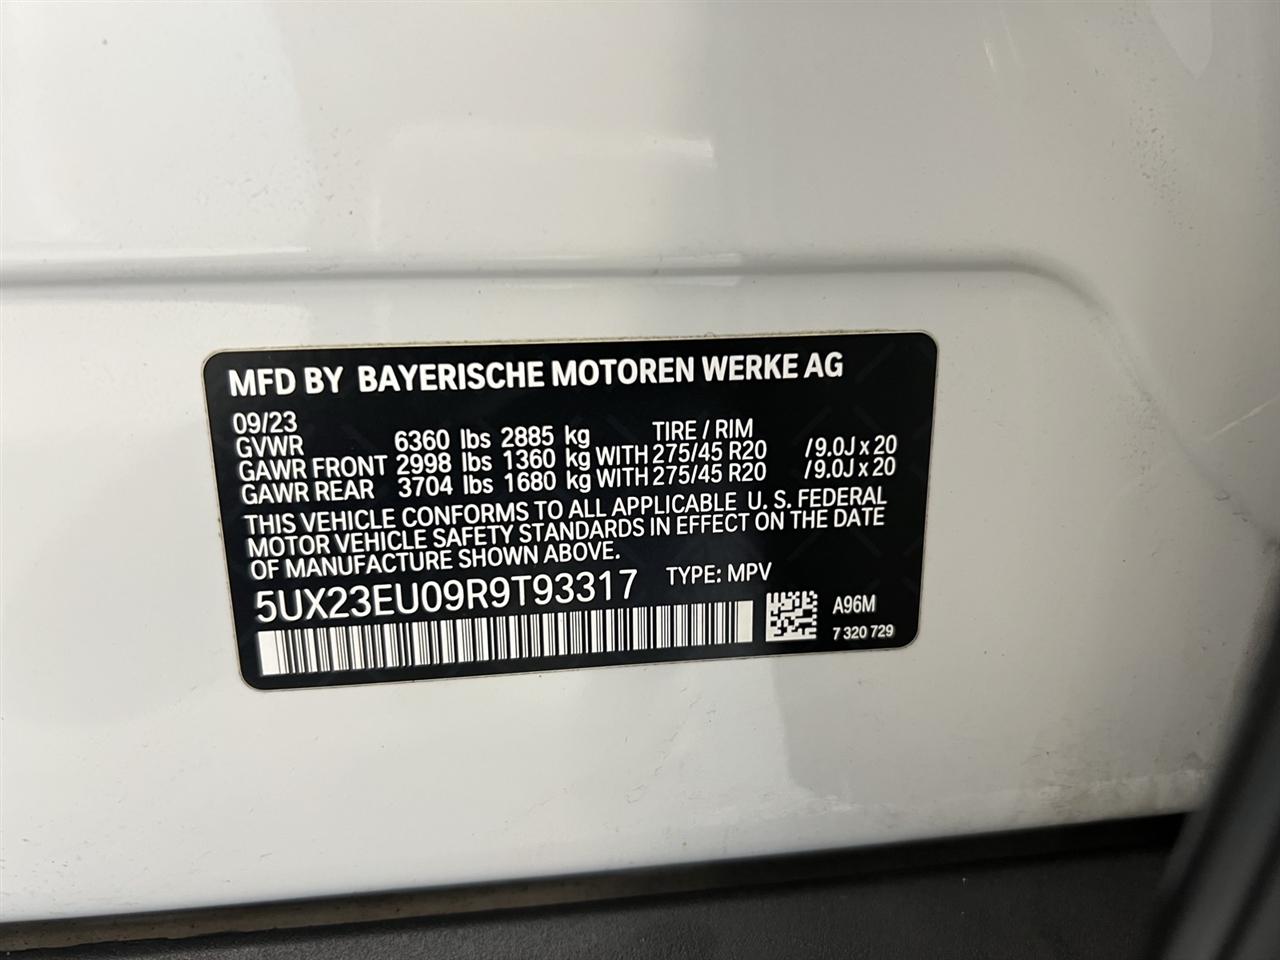 MFD BY BAYERISCHE MOTOREN WERKE AG
09/23
GVWR 6360 lbs 2885 kg TIRE / RIM
GAWR FRONT 2998 lbs 1360 kg WITH 275/45 R20 /9.0J x 20
GAWR REAR 3704 lbs 1680 kg WITH 275/45 R20 /9.0J x 20
THIS VEHICLE CONFORMS TO ALL APPLICABLE U. S. FEDERAL
MOTOR VEHICLE SAFETY STANDARDS IN EFFECT ON THE DATE
OF MANUFACTURE SHOWN ABOVE.
5UX23EU09R9T93317 TYPE: MPV
A96M
7 320 729